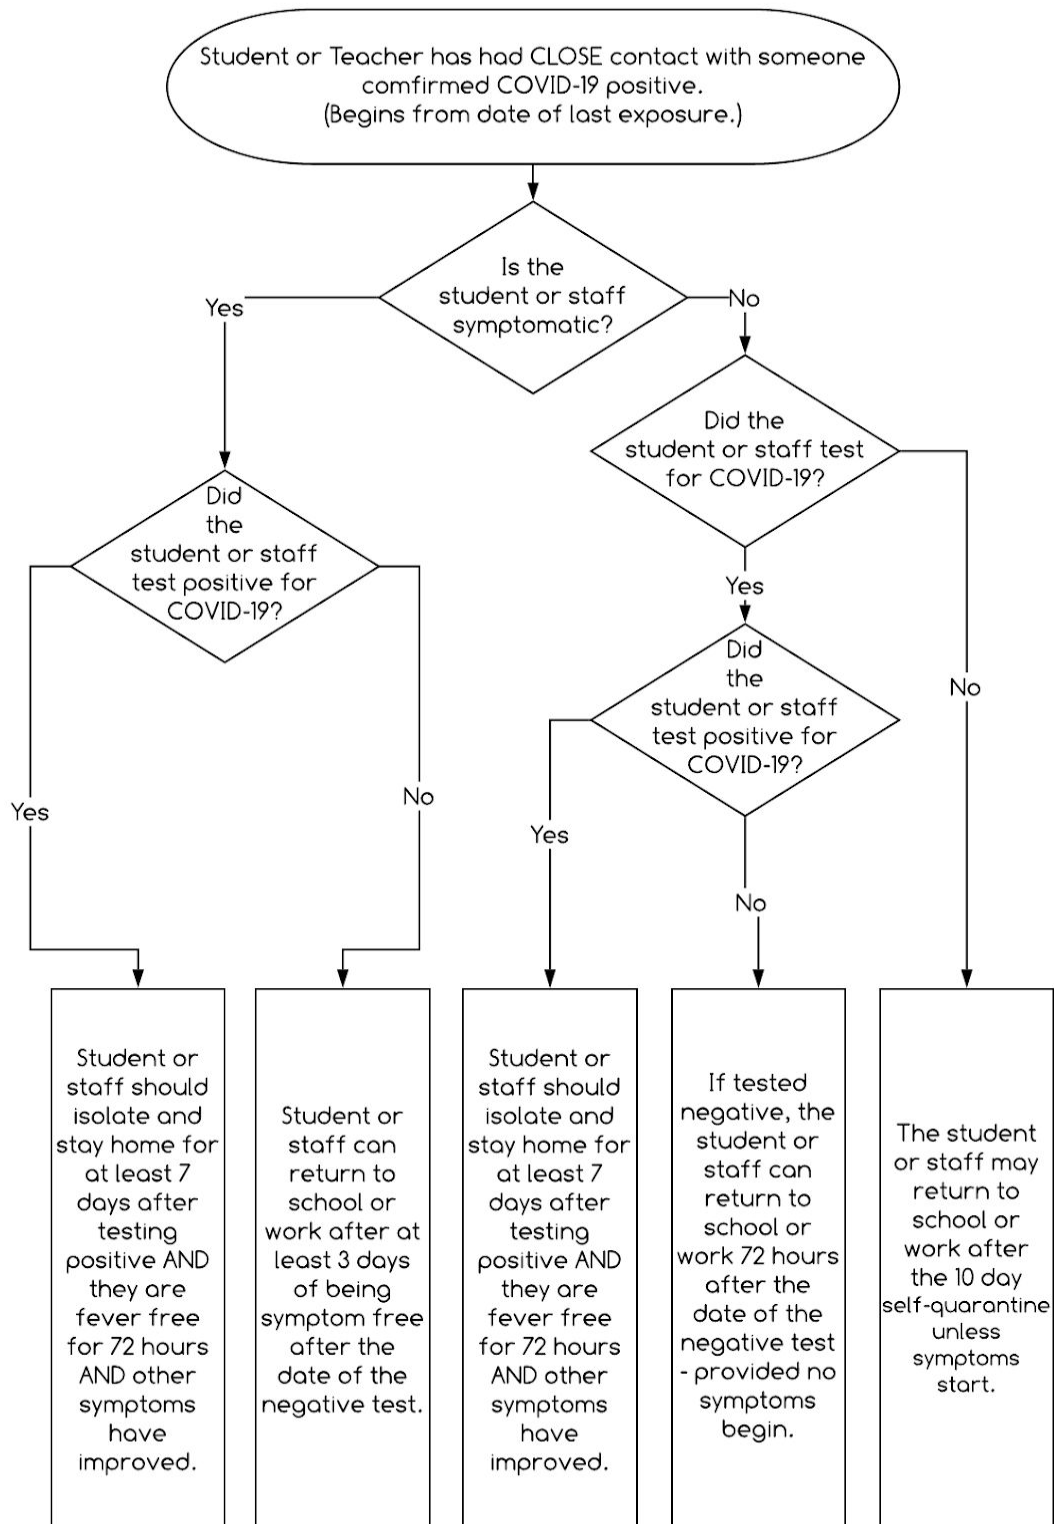 Student or Teacher has had CLOSE contact with someone
comfirmed COVID-19 positive.
(Begins from date of last exposure.)
Is the
student or staff
symptomatic?
Yes
No
Did the
student or staff test
for COVID-19?
Did
the
student or staff
test positive for
COVID-19?
Yes
Did
the
student or staff
test positive for
COVID-19?
No
Yes
No
Yes
No
Student or
staff should
isolate and
stay home for
at least 7
days after
testing
positive AND
they are
fever free
for 72 hours
AND other
symptoms
have
improved.
Student or
staff can
return to
school or
work after at
least 3 days
of being
symptom free
after the
date of the
negative test.
Student or
staff should
isolate and
stay home for
at least 7
days after
testing
positive AND
they are
fever free
for 72 hours
AND other
symptoms
have
improved.
If tested
negative, the
student or
staff can
return to
school or
work 72 hours
after the
date of the
negative test
- provided no
symptoms
begin.
The student
or staff may
return to
school or
work after
the 10 day
self-quarantine
unless
symptoms
start.